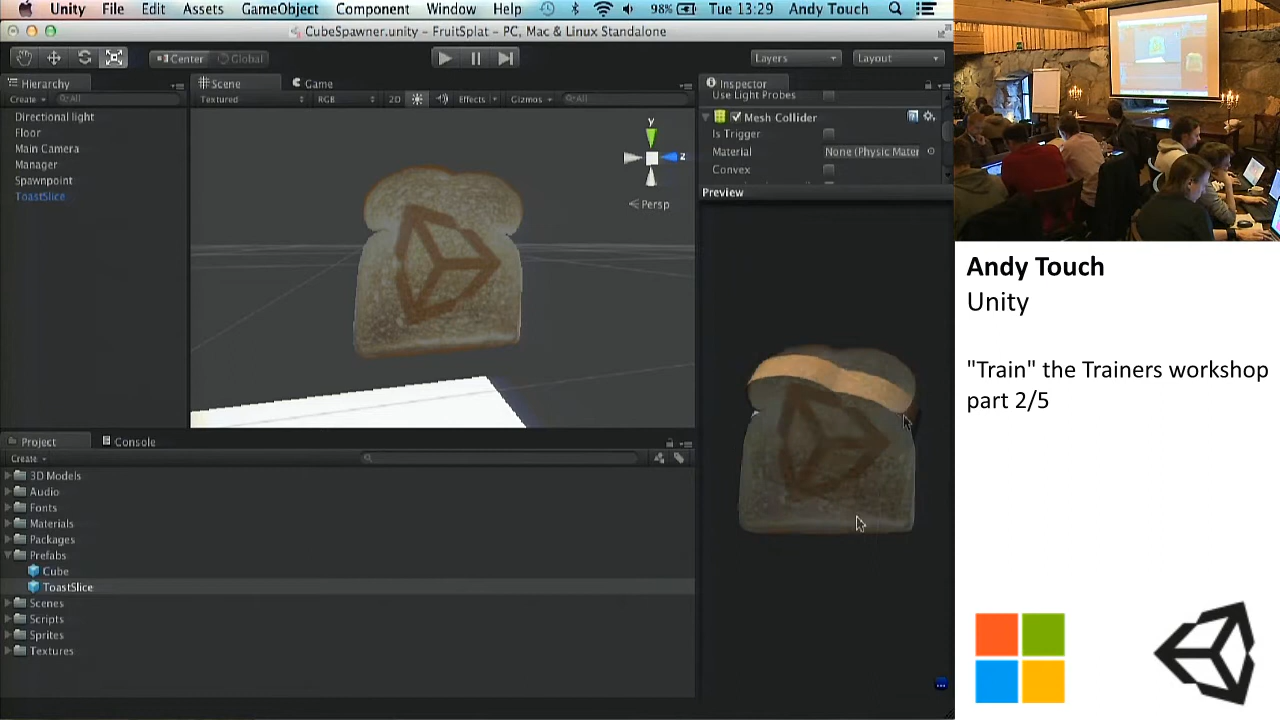 Unity File Edit Assets GameObject Component Window Help 98% Tue 13:29 Andy Touch
CubeSpawner.unity - FruitSplat - PC, Mac & Linux Standalone
Center Global Layers Layout
Hierarchy
Create All
Directional light
Floor
Main Camera
Manager
Spawnpoint
ToastSlice
Scene Game
Textured RGB 2D Effects Gizmos All
y
z
Persp
Inspector
Use Light Probes
Mesh Collider
Is Trigger
Material None (Physic Mater
Convex
Preview
Project Console
Create
3D Models
Audio
Fonts
Materials
Packages
Prefabs
Cube
ToastSlice
Scenes
Scripts
Sprites
Textures
Andy Touch
Unity
"Train" the Trainers workshop
part 2/5